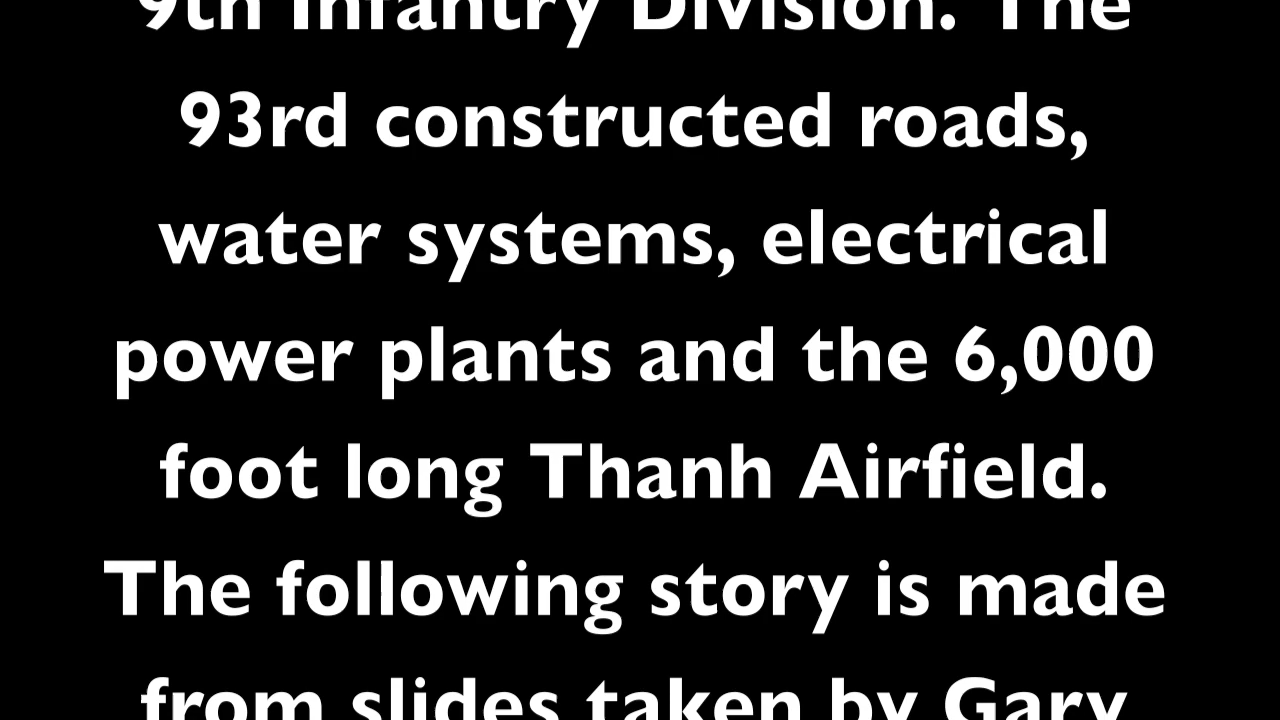 9th Infantry Division. The
93rd constructed roads,
water systems, electrical
power plants and the 6,000
foot long Thanh Airfield.
The following story is made
from slides taken by Gary